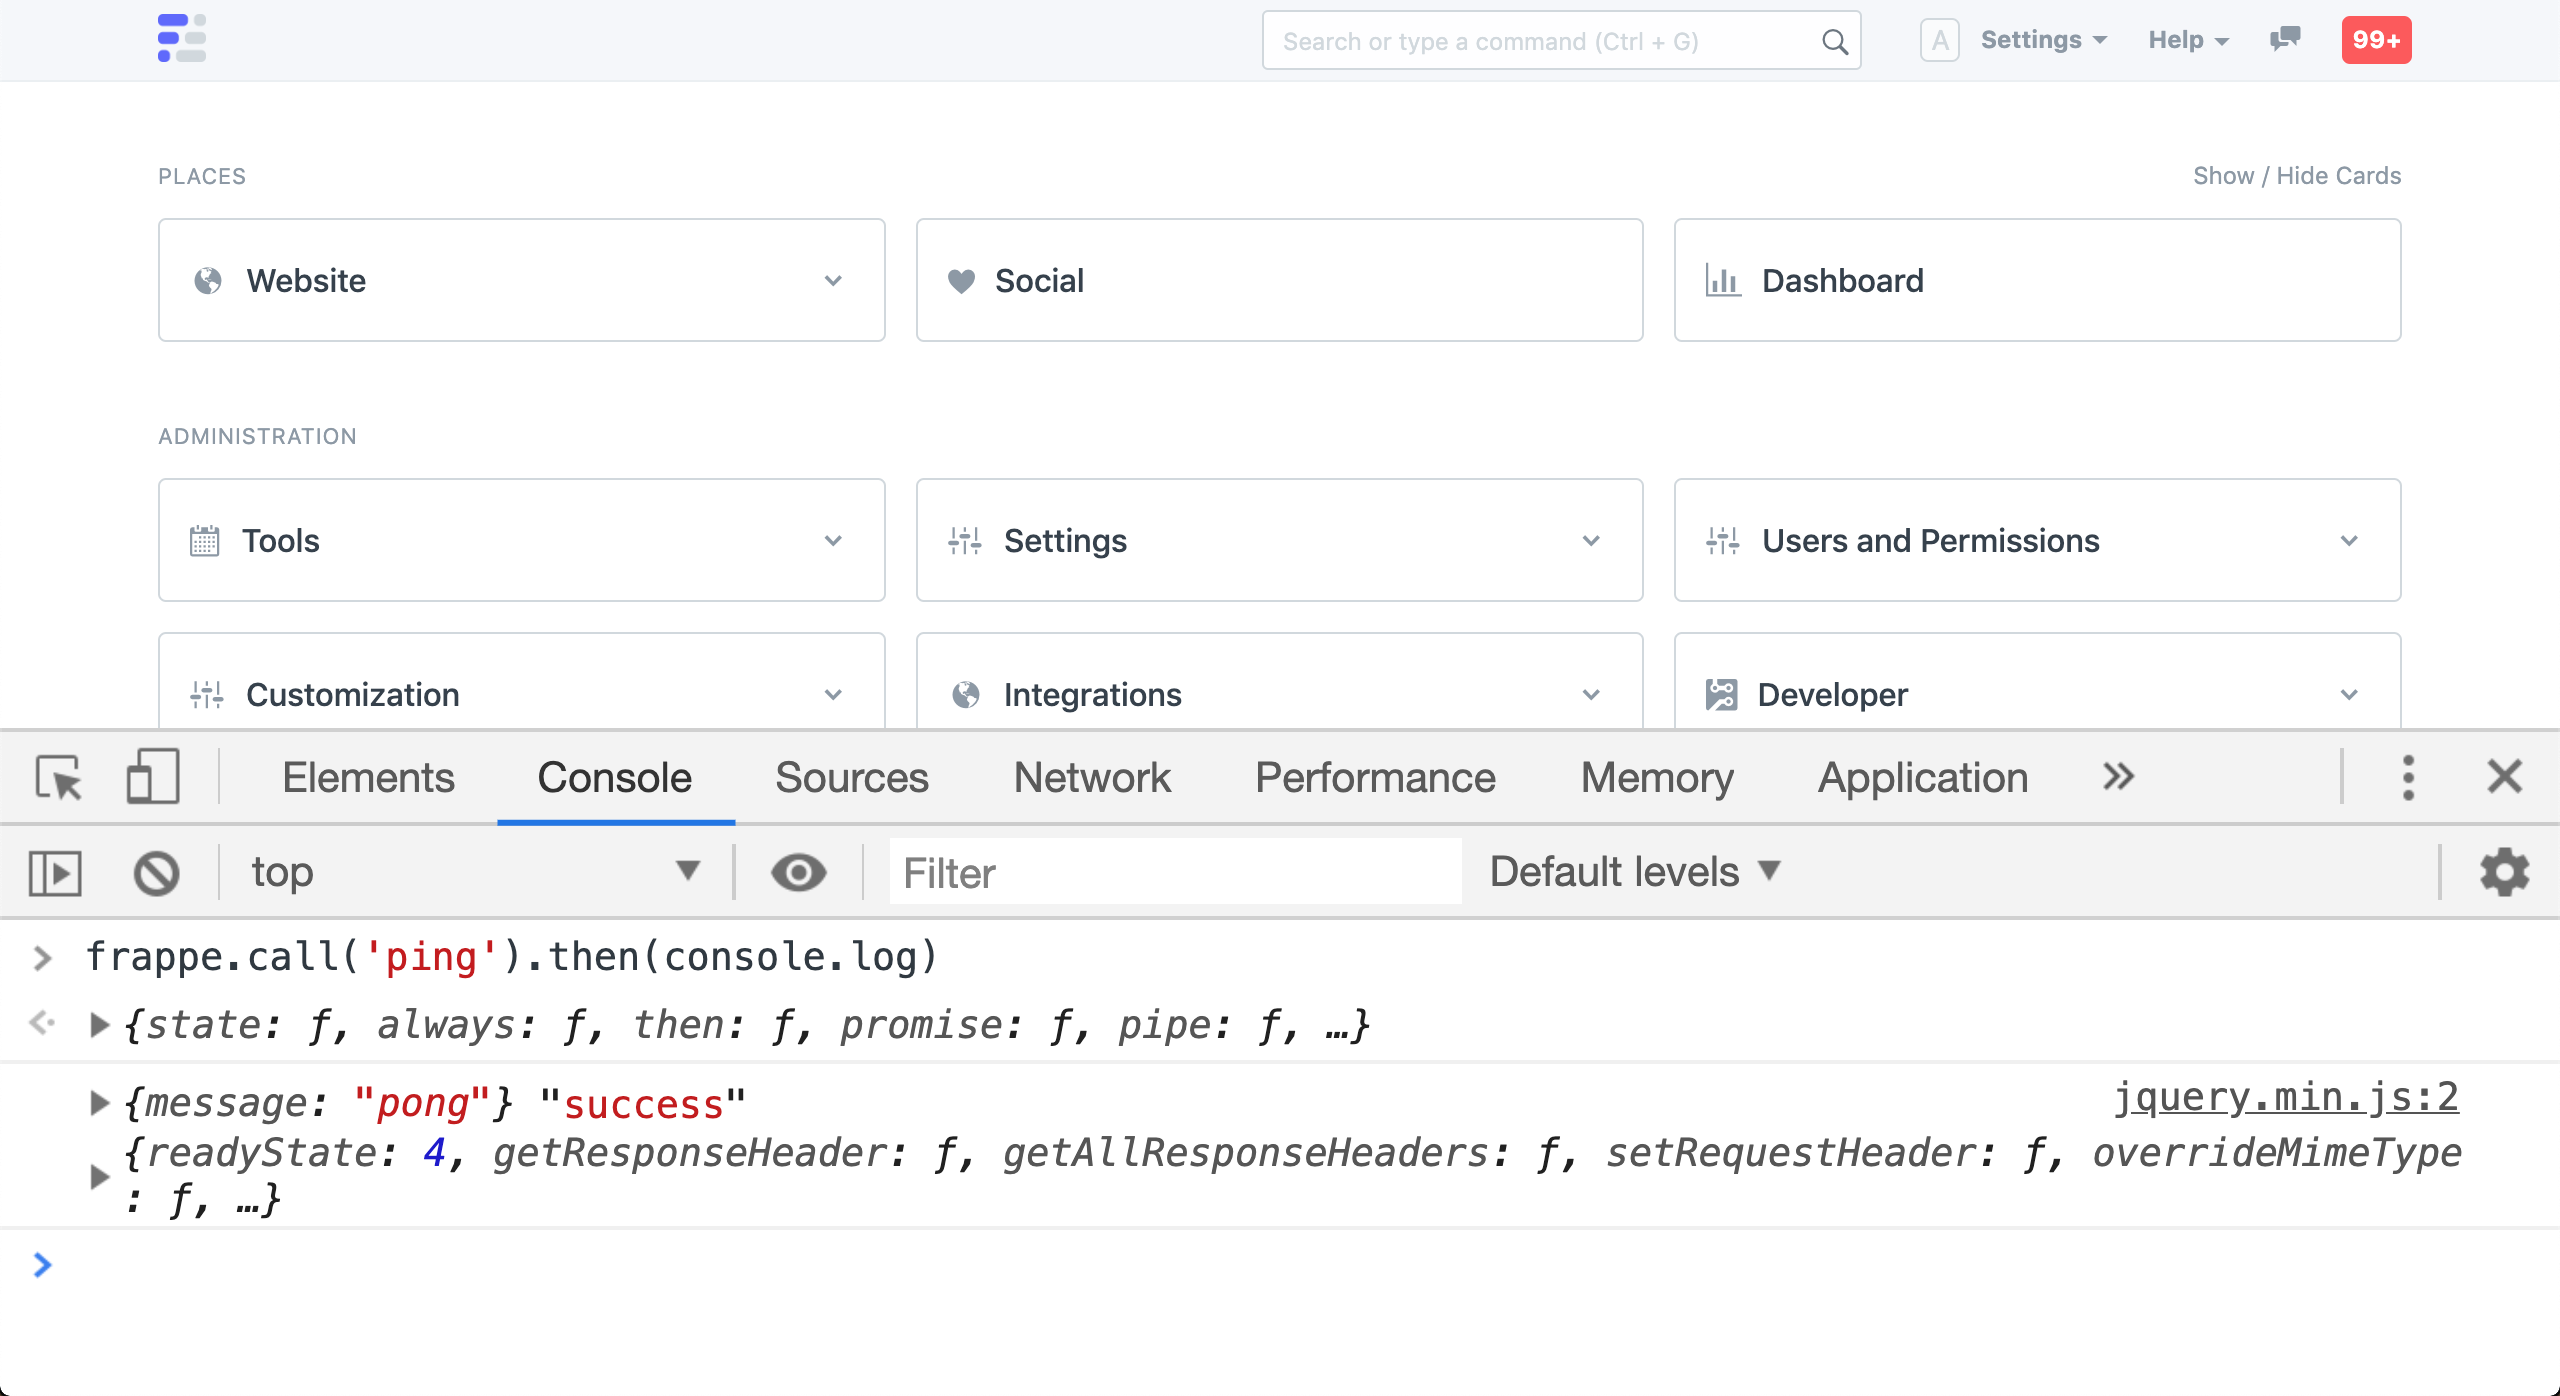 Search or type a command (Ctrl + G)
A
Settings
Help
99+
PLACES
Show / Hide Cards
Website
Social
Dashboard
ADMINISTRATION
Tools
Settings
Users and Permissions
Customization
Integrations
Developer
Elements
Console
Sources
Network
Performance
Memory
Application
top
Filter
Default levels
frappe.call('ping').then(console.log)
{state: ƒ, always: ƒ, then: ƒ, promise: ƒ, pipe: ƒ, …}
{message: "pong"} "success"
jquery.min.js:2
{readyState: 4, getResponseHeader: ƒ, getAllResponseHeaders: ƒ, setRequestHeader: ƒ, overrideMimeType
: ƒ, …}